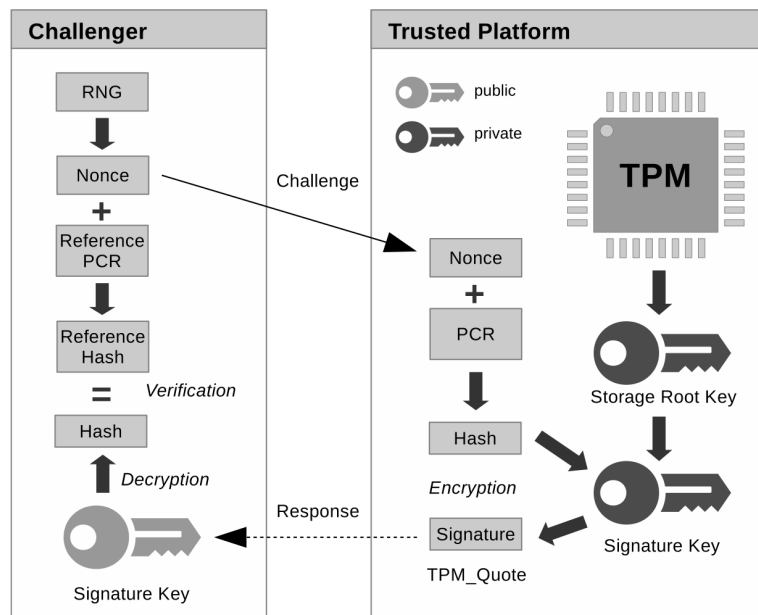 Challenger
RNG
Nonce
+
Reference
PCR
Reference
Hash
=
Verification
Hash
Decryption
Signature Key
Challenge
Response
Trusted Platform
public
private
TPM
Nonce
+
PCR
Hash
Encryption
Signature
TPM_Quote
Storage Root Key
Signature Key